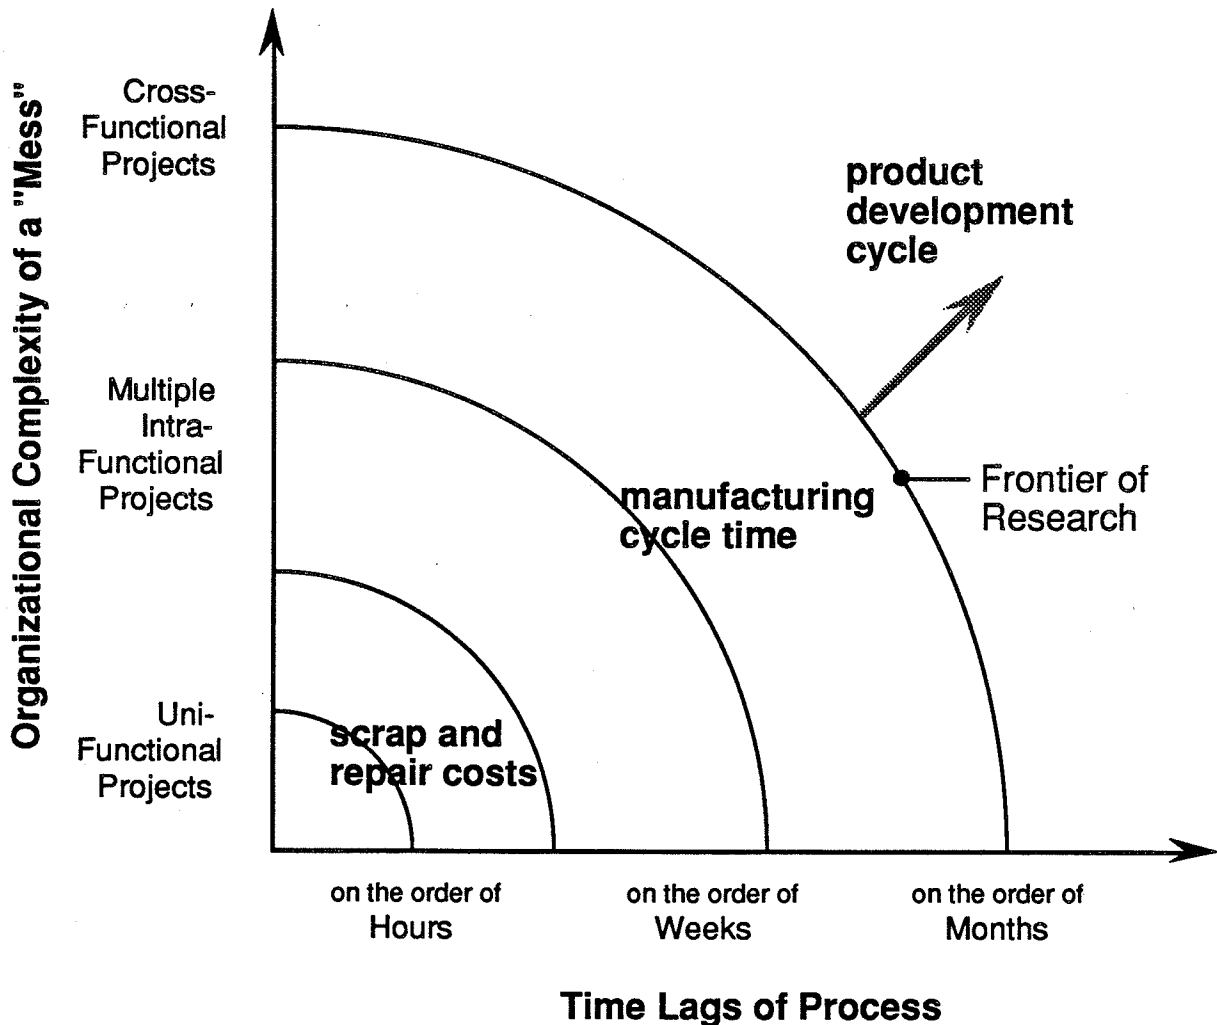 Organizational Complexity of a "Mess"
Cross-
Functional
Projects
Multiple
Intra-
Functional
Projects
Uni-
Functional
Projects
product
development
cycle
Frontier of
Research
manufacturing
cycle time
scrap and
repair costs
on the order of
Hours
on the order of
Weeks
on the order of
Months
Time Lags of Process